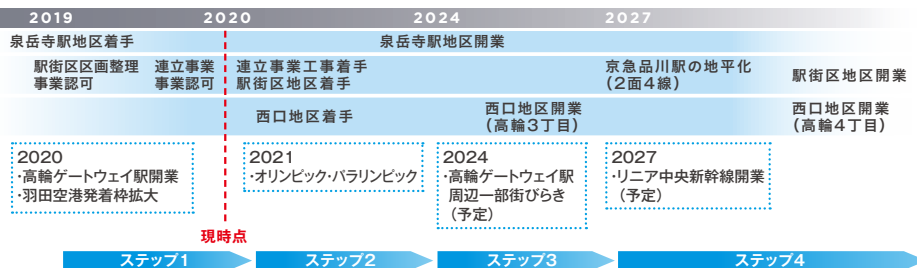 2019 2020 2024 2027
泉岳寺駅地区着手 泉岳寺駅地区開業
駅街区区画整理 連立事業 連立事業工事着手 京急品川駅の地平化 駅街区地区開業
事業認可 事業認可 駅街区地区着手 (2面4線)
西口地区着手 西口地区開業 西口地区開業
(高輪3丁目) (高輪4丁目)
2020
・高輪ゲートウェイ駅開業
・羽田空港発着枠拡大
2021
・オリンピック・パラリンピック
2024
・高輪ゲートウェイ駅
周辺一部街びらき
(予定)
2027
・リニア中央新幹線開業
(予定)
現時点
ステップ1 ステップ2 ステップ3 ステップ4